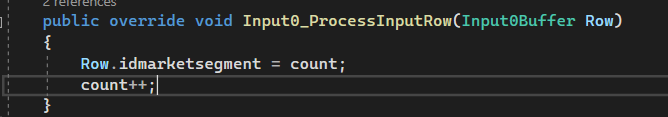 2 references
public override void Input0_ProcessInputRow(Input0Buffer Row)
{
Row.idmarketsegment = count;
count++;
}